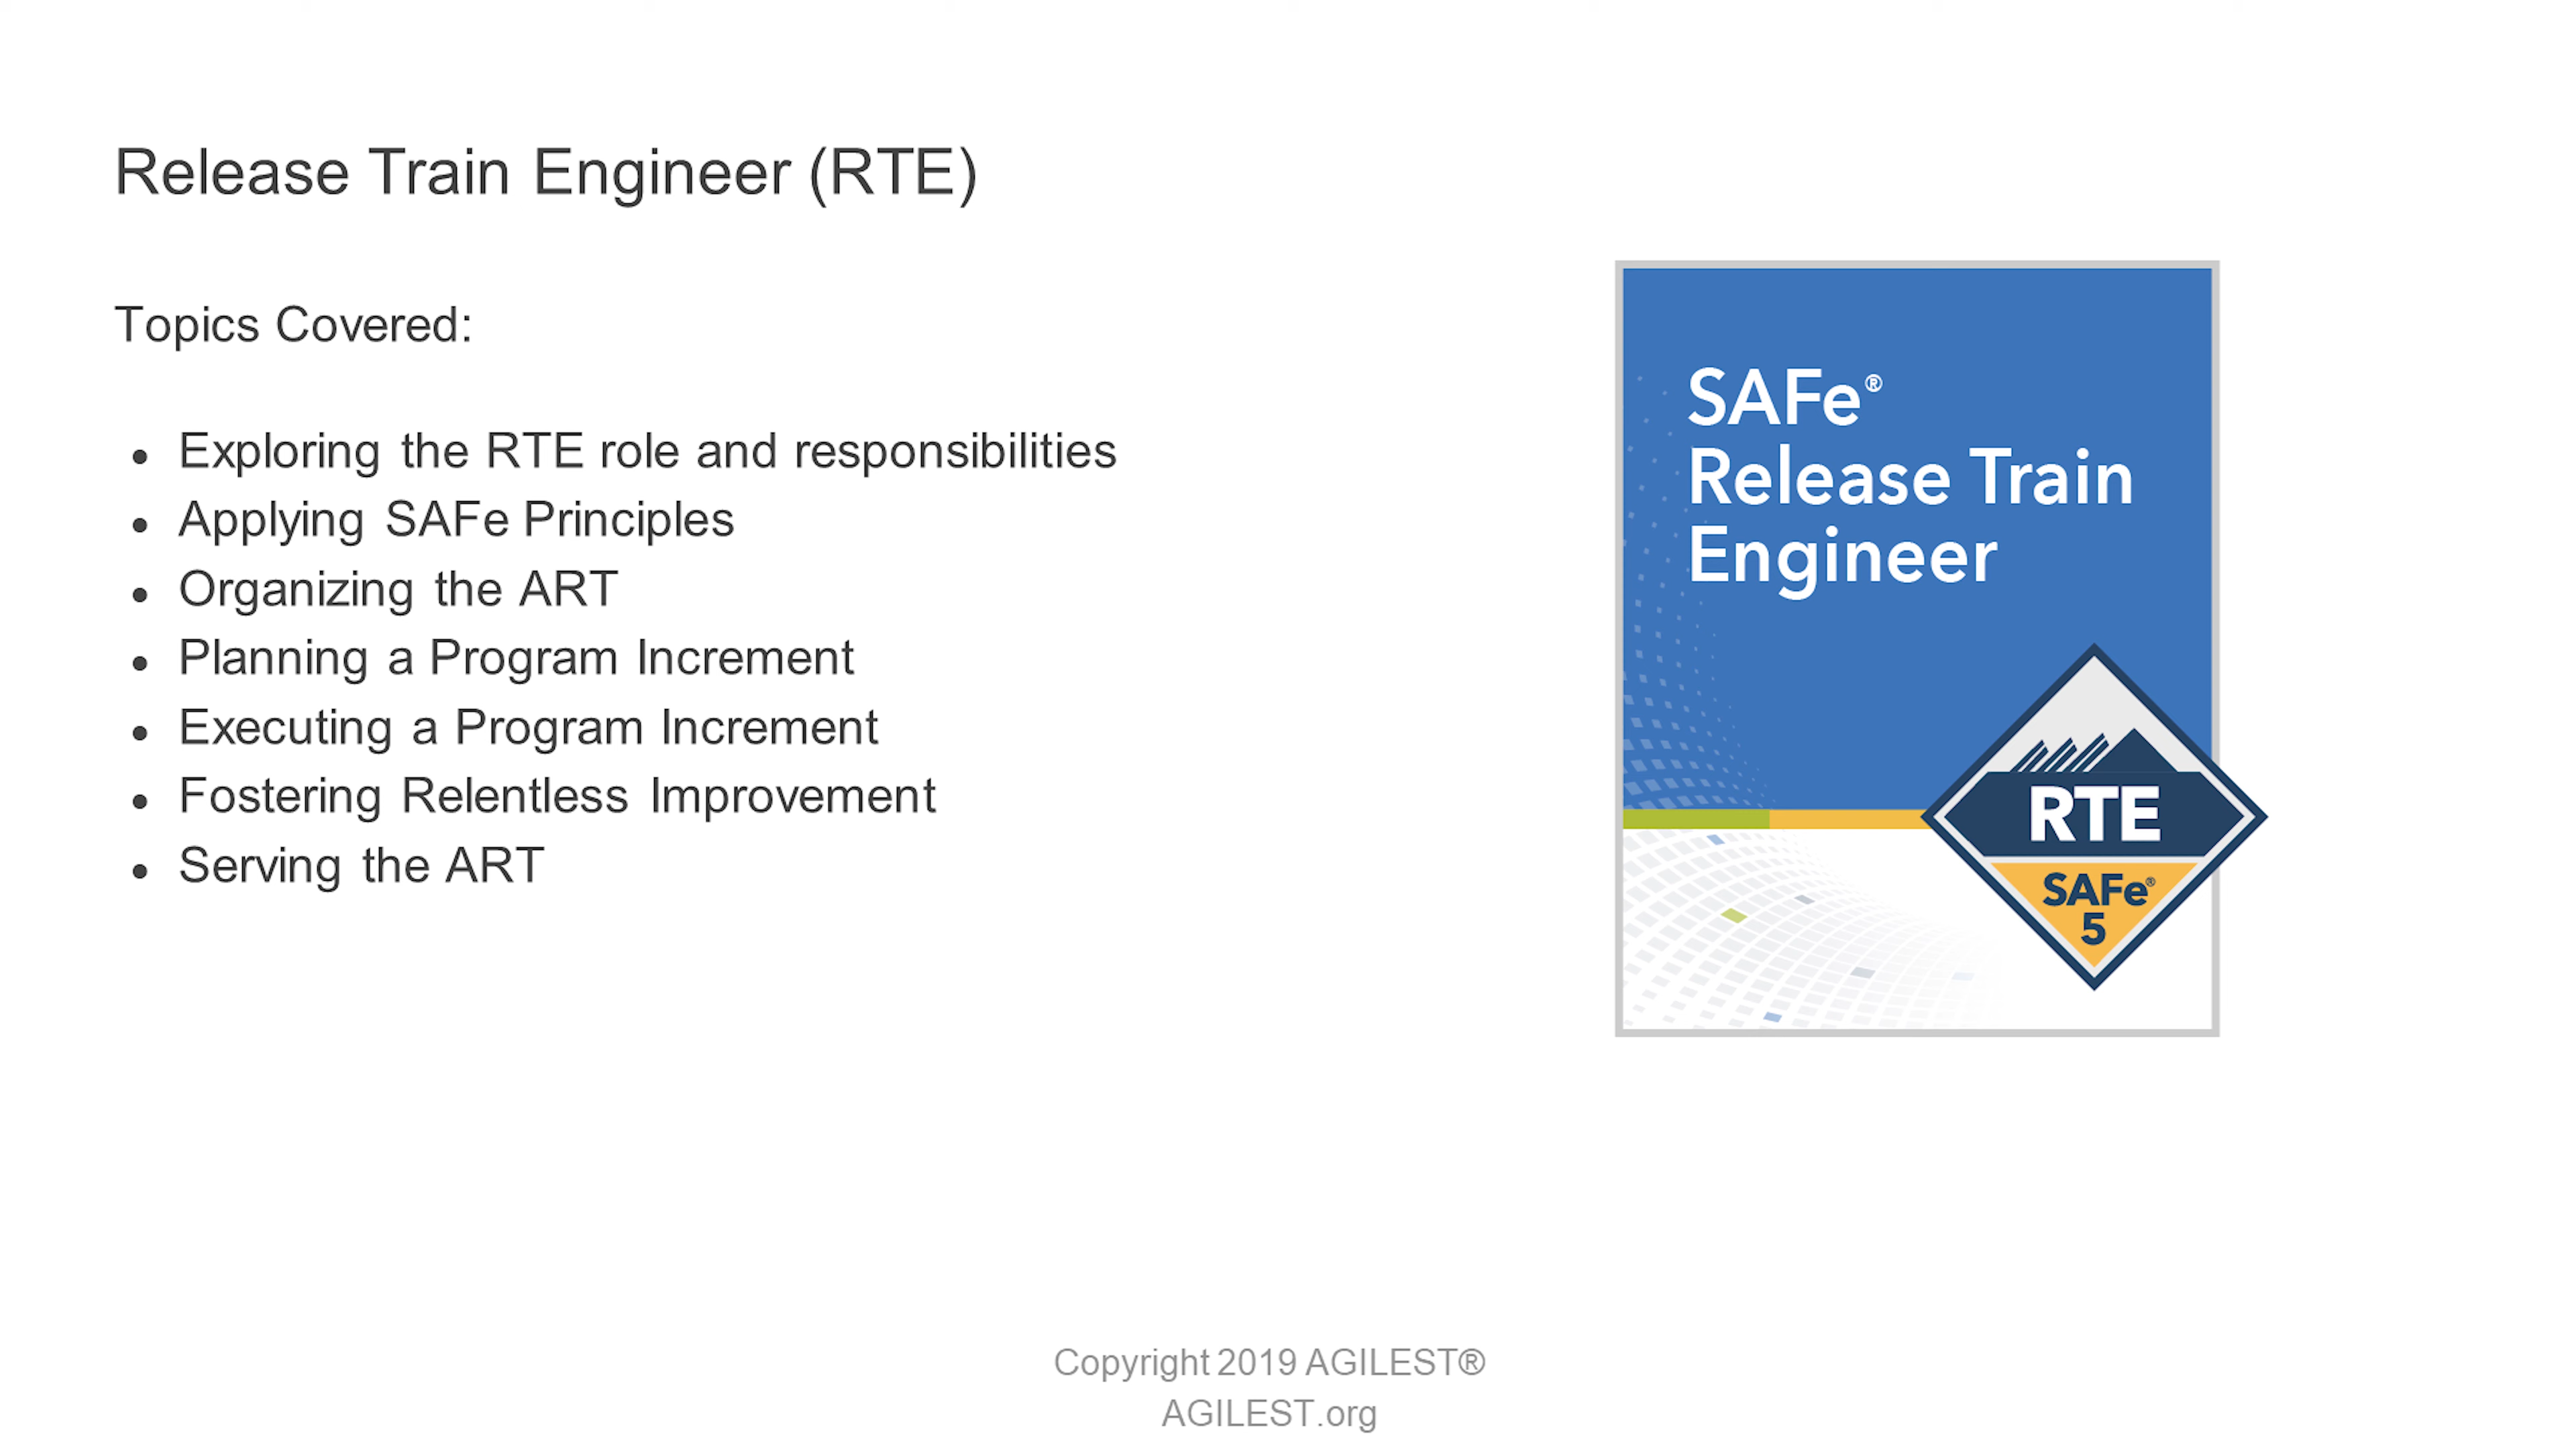 Release Train Engineer (RTE)
Topics Covered:
• Exploring the RTE role and responsibilities
• Applying SAFe Principles
• Organizing the ART
• Planning a Program Increment
• Executing a Program Increment
• Fostering Relentless Improvement
• Serving the ART
SAFe®
Release Train
Engineer
RTE
SAFe®
5
Copyright 2019 AGILEST®
AGILEST.org